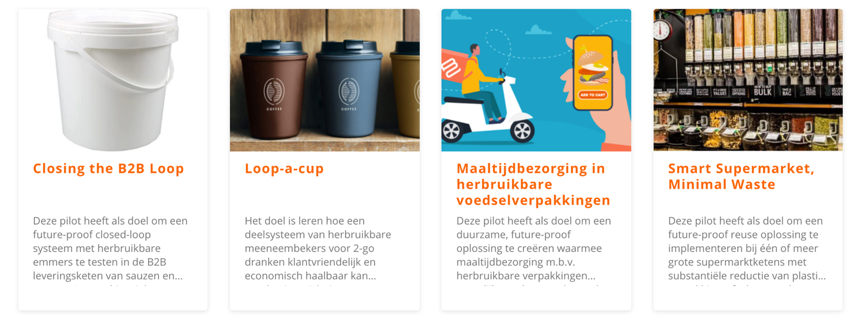 COFFEE
COFFEE
ADD TO CART
BULK
Closing the B2B Loop
Deze pilot heeft als doel om een
future-proof closed-loop
systeem met herbruikbare
emmers te testen in de B2B
leveringsketen van sauzen en...
Loop-a-cup
Het doel is leren hoe een
deelsysteem van herbruikbare
meeneembekers voor 2-go
dranken klantvriendelijk en
economisch haalbaar kan...
Maaltijdbezorging in
herbruikbare
voedselverpakkingen
Deze pilot heeft als doel om een
duurzame, future-proof
oplossing te creëren waarmee
maaltijdbezorging m.b.v.
herbruikbare verpakkingen...
Smart Supermarket,
Minimal Waste
Deze pilot heeft als doel om een
future-proof reuse oplossing te
implementeren bij één of meer
grote supermarktketens met
substantiële reductie van plasti...